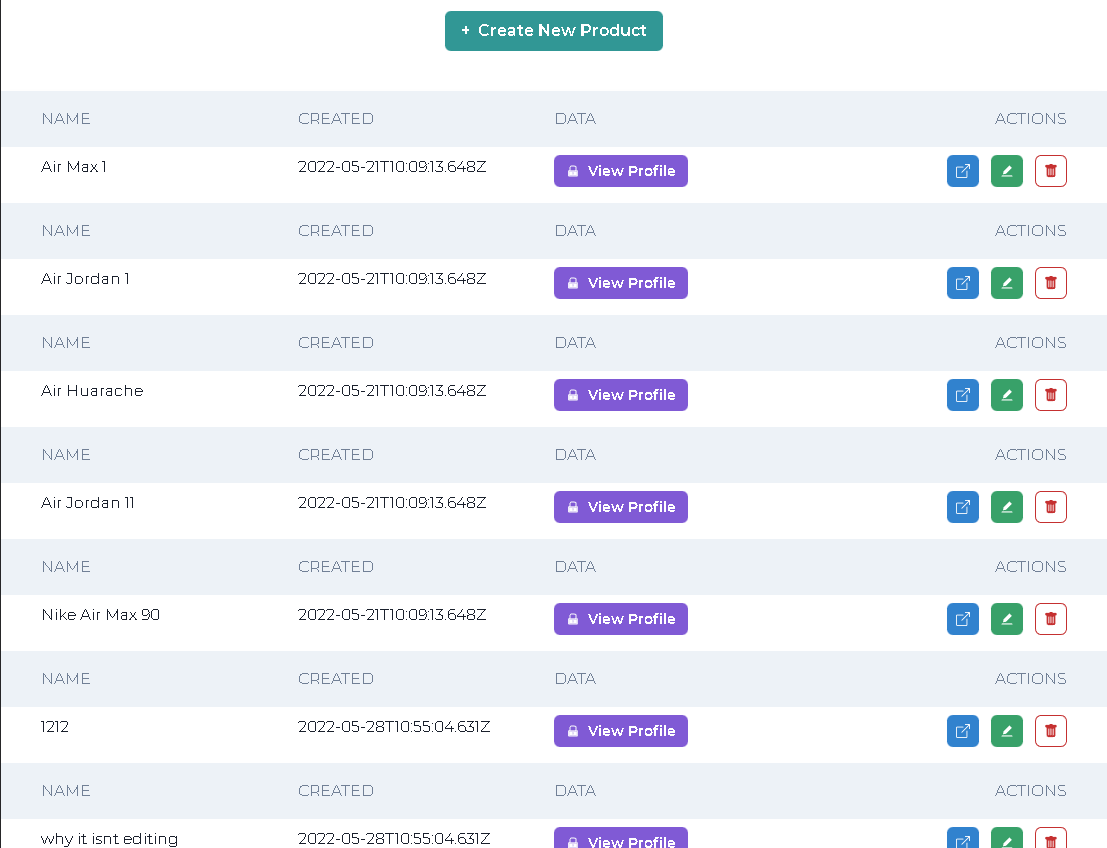 + Create New Product
NAME CREATED DATA ACTIONS
Air Max 1 2022-05-21T10:09:13.648Z View Profile
NAME CREATED DATA ACTIONS
Air Jordan 1 2022-05-21T10:09:13.648Z View Profile
NAME CREATED DATA ACTIONS
Air Huarache 2022-05-21T10:09:13.648Z View Profile
NAME CREATED DATA ACTIONS
Air Jordan 11 2022-05-21T10:09:13.648Z View Profile
NAME CREATED DATA ACTIONS
Nike Air Max 90 2022-05-21T10:09:13.648Z View Profile
NAME CREATED DATA ACTIONS
1212 2022-05-28T10:55:04.631Z View Profile
NAME CREATED DATA ACTIONS
why it isnt editing 2022-05-28T10:55:04.631Z View Profile